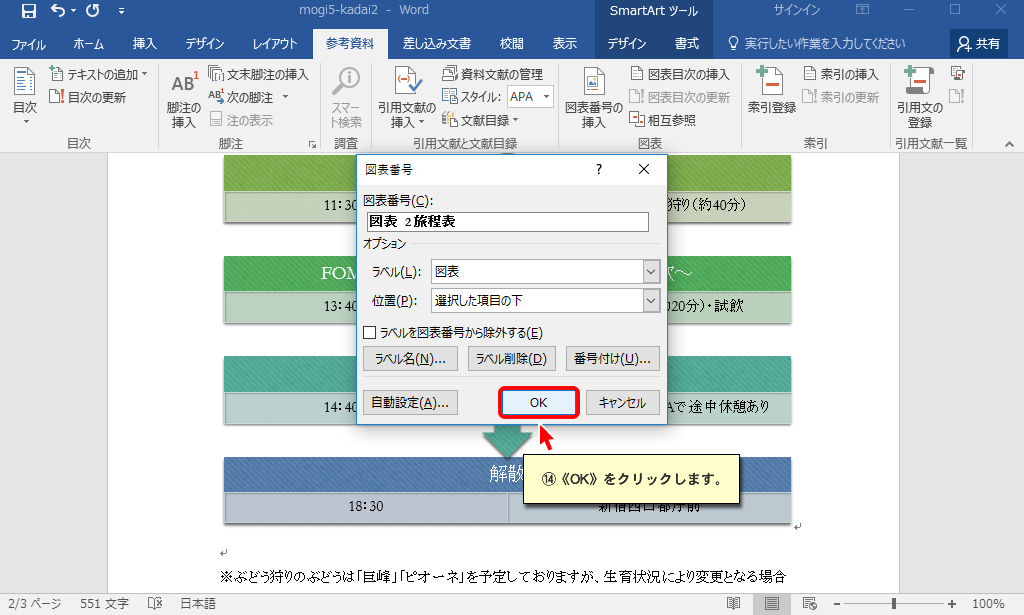 mogi5-kadai2 - Word
SmartArt ツール
サインイン
ファイル ホーム 挿入 デザイン レイアウト 参考資料 差し込み文書 校閲 表示 デザイン 書式 実行したい作業を入力してください 共有
目次
テキストの追加
目次の更新
目次
AB1
脚注の
挿入
文末脚注の挿入
次の脚注
注の表示
脚注
スマー
ト検索
調査
引用文献の
挿入
資料文献の管理
スタイル: APA
文献目録
引用文献と文献目録
図表番号の
挿入
図表目次の挿入
図表目次の更新
相互参照
図表
索引登録
索引の挿入
索引の更新
索引
引用文の
登録
引用文献一覧
11:30
狩り(約40分)
FOM
13:40
20分)・試飲
14:40
Aで途中休憩あり
解散
18:30
新宿西口都庁前
※ぶどう狩りのぶどうは「巨峰」「ピオーネ」を予定しておりますが、生育状況により変更となる場合
図表番号
? ×
図表番号(C):
図表 2旅程表
オプション
ラベル(L): 図表
位置(P): 選択した項目の下
ラベルを図表番号から除外する(E)
ラベル名(N)... ラベル削除(D) 番号付け(U)...
自動設定(A)... OK キャンセル
⑭《OK》をクリックします。
2/3 ページ 551 文字 日本語 100%